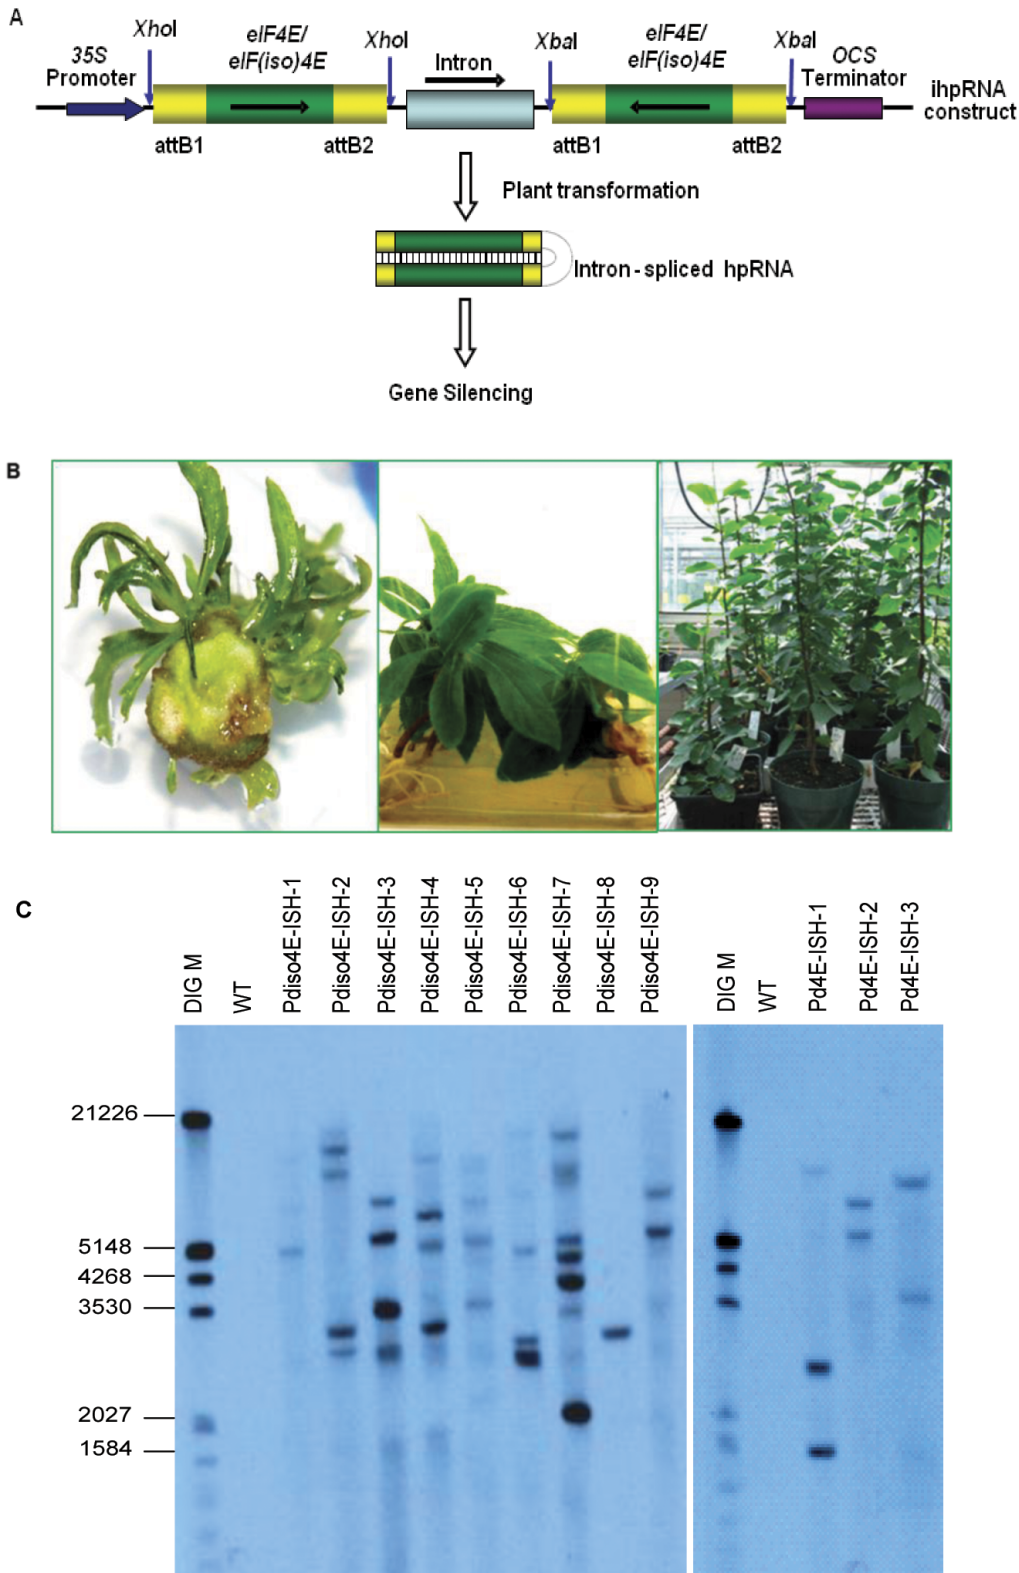 A
35S
Promoter
XhoI
eIF4E/
eIF(iso)4E
XhoI
Intron
XbaI
eIF4E/
eIF(iso)4E
XbaI
OCS
Terminator
ihpRNA
construct
attB1
attB2
attB1
attB2
Plant transformation
Intron - spliced hpRNA
Gene Silencing
B
C
DIG M
WT
Pdiso4E-ISH-1
Pdiso4E-ISH-2
Pdiso4E-ISH-3
Pdiso4E-ISH-4
Pdiso4E-ISH-5
Pdiso4E-ISH-6
Pdiso4E-ISH-7
Pdiso4E-ISH-8
Pdiso4E-ISH-9
DIG M
WT
Pd4E-ISH-1
Pd4E-ISH-2
Pd4E-ISH-3
21226
5148
4268
3530
2027
1584